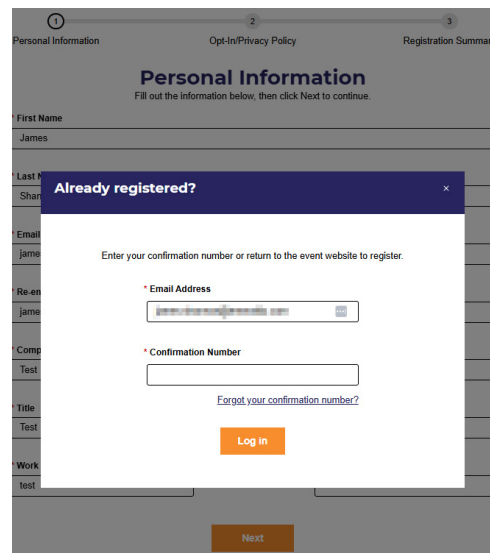 1 2 3
Personal Information Opt-In/Privacy Policy Registration Summar
Personal Information
Fill out the information below, then click Next to continue.
* First Name
James
* Last N
Shan
* Email
jame
* Re-en
jame
* Comp
Test
* Title
Test
* Work
test
Already registered? ×
Enter your confirmation number or return to the event website to register.
* Email Address
* Confirmation Number
Forgot your confirmation number?
Log in
Next